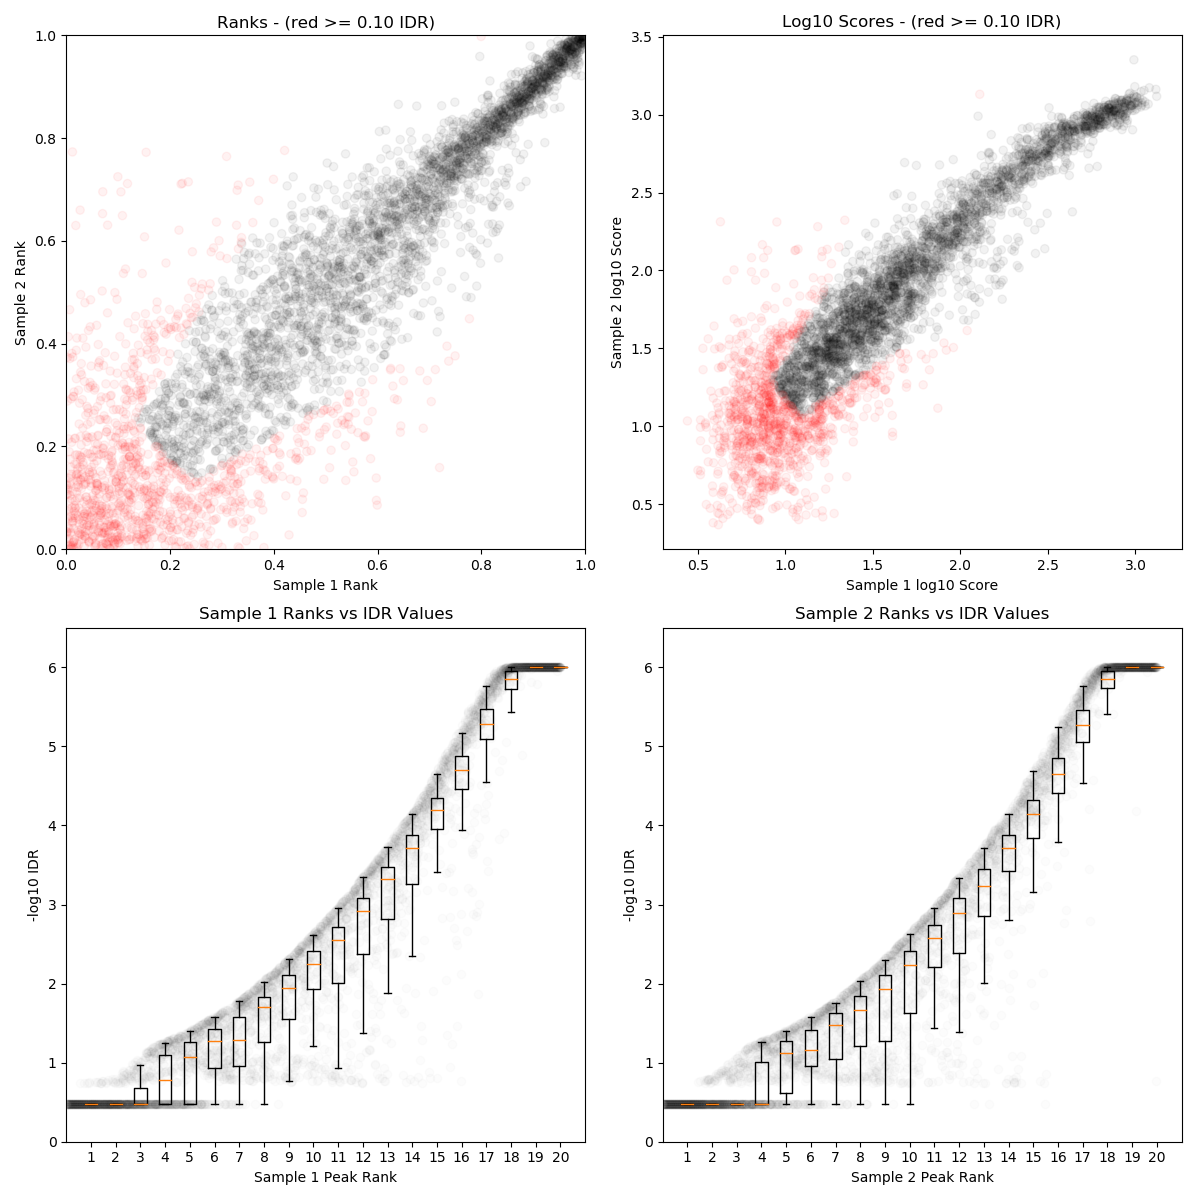 Ranks - (red >= 0.10 IDR)
1.0
0.8
0.6
0.4
0.2
0.0
Sample 2 Rank
0.0 0.2 0.4 0.6 0.8 1.0
Sample 1 Rank
Log10 Scores - (red >= 0.10 IDR)
3.5
3.0
2.5
2.0
1.5
1.0
0.5
Sample 2 log10 Score
0.5 1.0 1.5 2.0 2.5 3.0
Sample 1 log10 Score
Sample 1 Ranks vs IDR Values
6
5
4
3
2
1
0
-log10 IDR
1 2 3 4 5 6 7 8 9 10 11 12 13 14 15 16 17 18 19 20
Sample 1 Peak Rank
Sample 2 Ranks vs IDR Values
6
5
4
3
2
1
0
-log10 IDR
1 2 3 4 5 6 7 8 9 10 11 12 13 14 15 16 17 18 19 20
Sample 2 Peak Rank